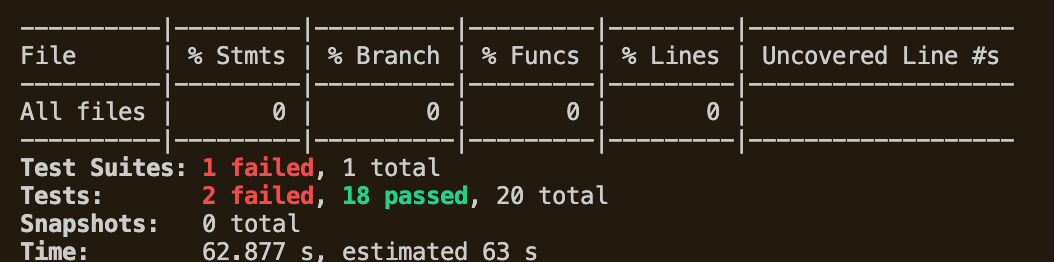 ----------|---------|----------|---------|---------|-------------------
File      | % Stmts | % Branch | % Funcs | % Lines | Uncovered Line #s
----------|---------|----------|---------|---------|-------------------
All files |       0 |        0 |       0 |       0 |
----------|---------|----------|---------|---------|-------------------
Test Suites: 1 failed, 1 total
Tests:       2 failed, 18 passed, 20 total
Snapshots:   0 total
Time:        62.877 s, estimated 63 s